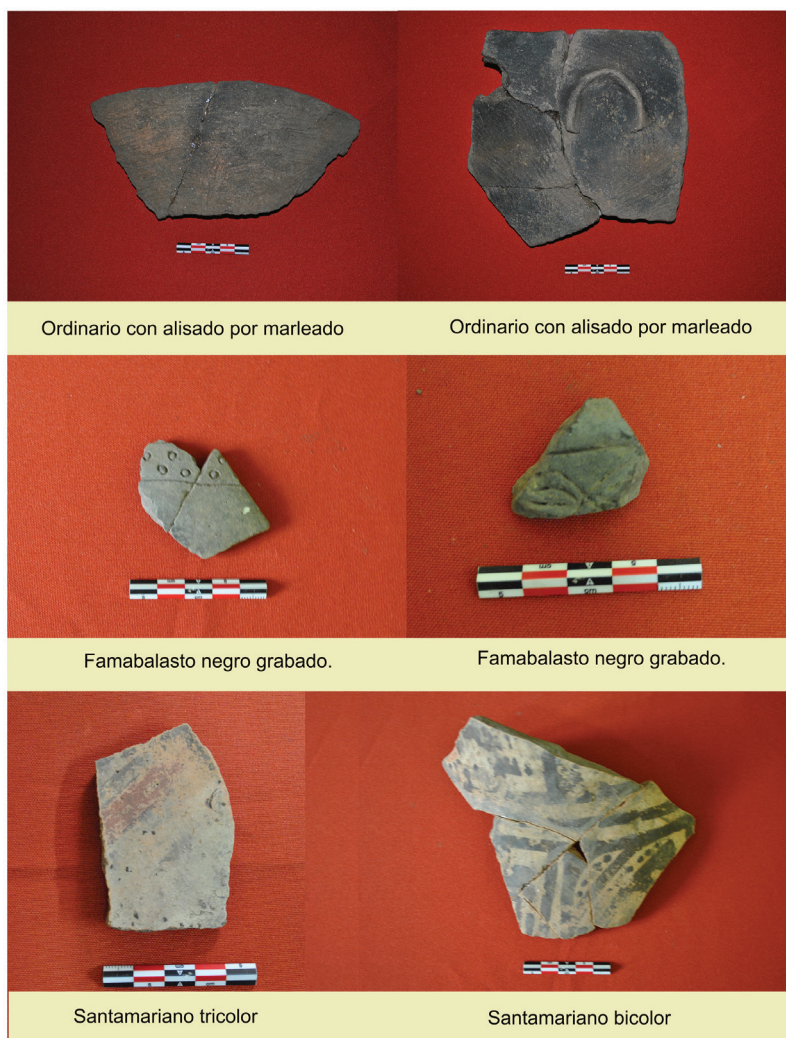 Ordinario con alisado por marleado
Ordinario con alisado por marleado
Famabalasto negro grabado.
Famabalasto negro grabado.
Santamariano tricolor
Santamariano bicolor